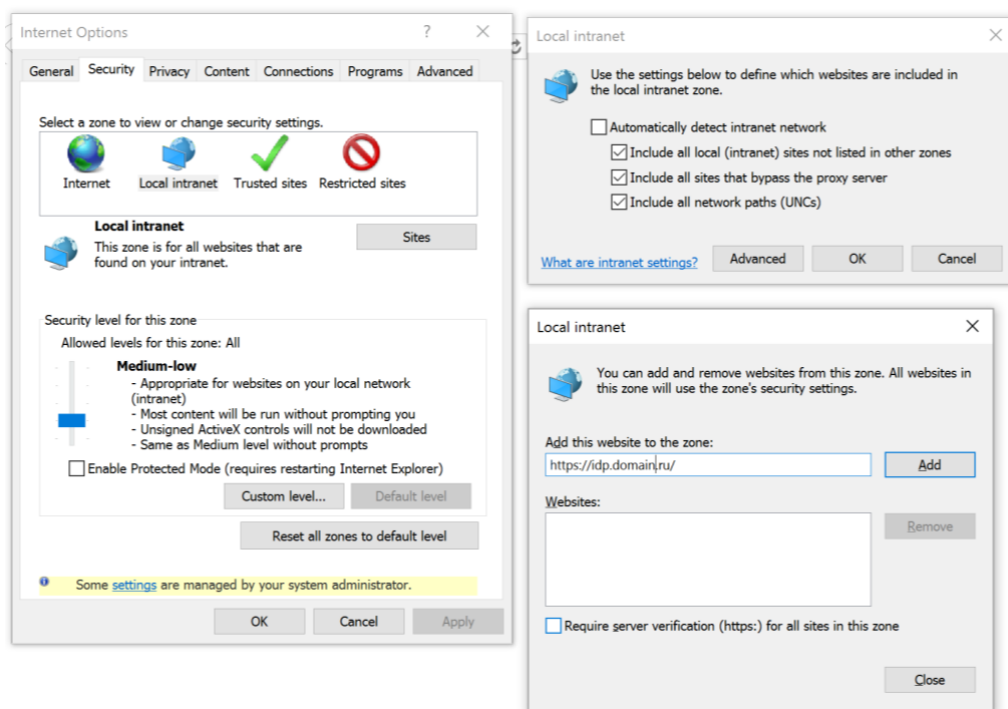 Internet Options
?
General Security Privacy Content Connections Programs Advanced
Select a zone to view or change security settings.
Internet Local intranet Trusted sites Restricted sites
Local intranet
This zone is for all websites that are
found on your intranet.
Sites
Security level for this zone
Allowed levels for this zone: All
Medium-low
- Appropriate for websites on your local network
(intranet)
- Most content will be run without prompting you
- Unsigned ActiveX controls will not be downloaded
- Same as Medium level without prompts
Enable Protected Mode (requires restarting Internet Explorer)
Custom level... Default level
Reset all zones to default level
Some settings are managed by your system administrator.
OK Cancel Apply
Local intranet
Use the settings below to define which websites are included in
the local intranet zone.
Automatically detect intranet network
Include all local (intranet) sites not listed in other zones
Include all sites that bypass the proxy server
Include all network paths (UNCs)
What are intranet settings? Advanced OK Cancel
Local intranet
You can add and remove websites from this zone. All websites in
this zone will use the zone's security settings.
Add this website to the zone:
https://idp.domain.ru/ Add
Websites:
Remove
Require server verification (https:) for all sites in this zone
Close